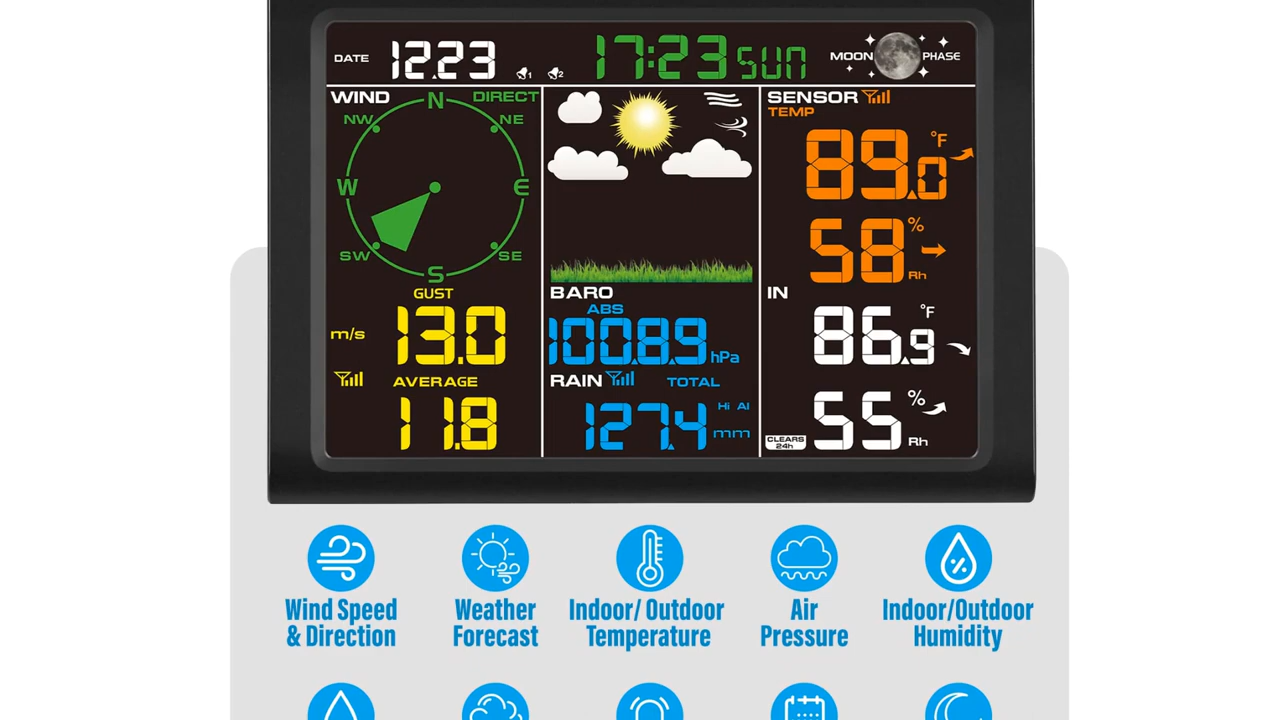 DATE 12.23 1 2 17:23 SUN MOON PHASE
WIND DIRECT
N
NW NE
W E
SW SE
S
GUST
m/s 13.0
AVERAGE
11.8
BARO
ABS
1008.9 hPa
RAIN TOTAL
Hi Al
127.4 mm
SENSOR
TEMP
89.0 °F
58 % Rh
IN
86.9 °F
55 % Rh
CLEARS
24h
Wind Speed
& Direction
Weather
Forecast
Indoor/ Outdoor
Temperature
Air
Pressure
Indoor/Outdoor
Humidity